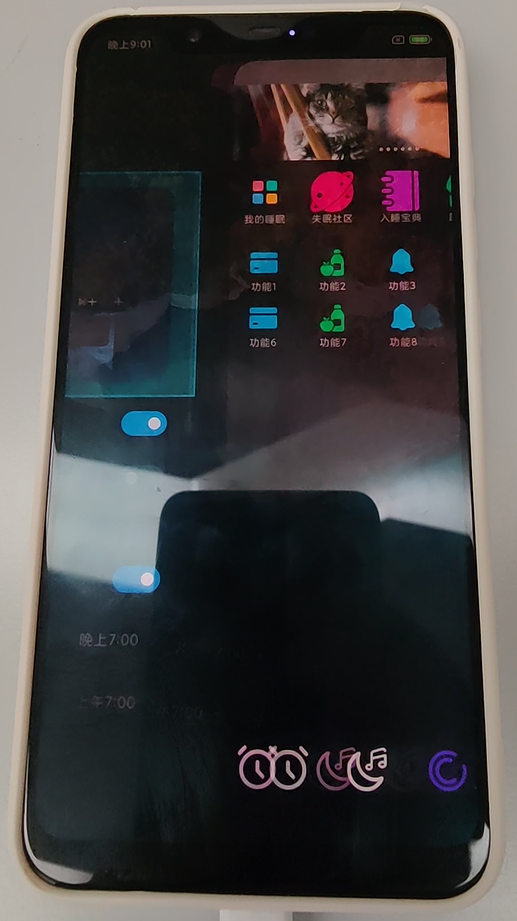 晚上9:01
我的睡眠 失眠社区 入睡宝典
功能1 功能2 功能3
功能6 功能7 功能8
晚上7:00
上午7:00